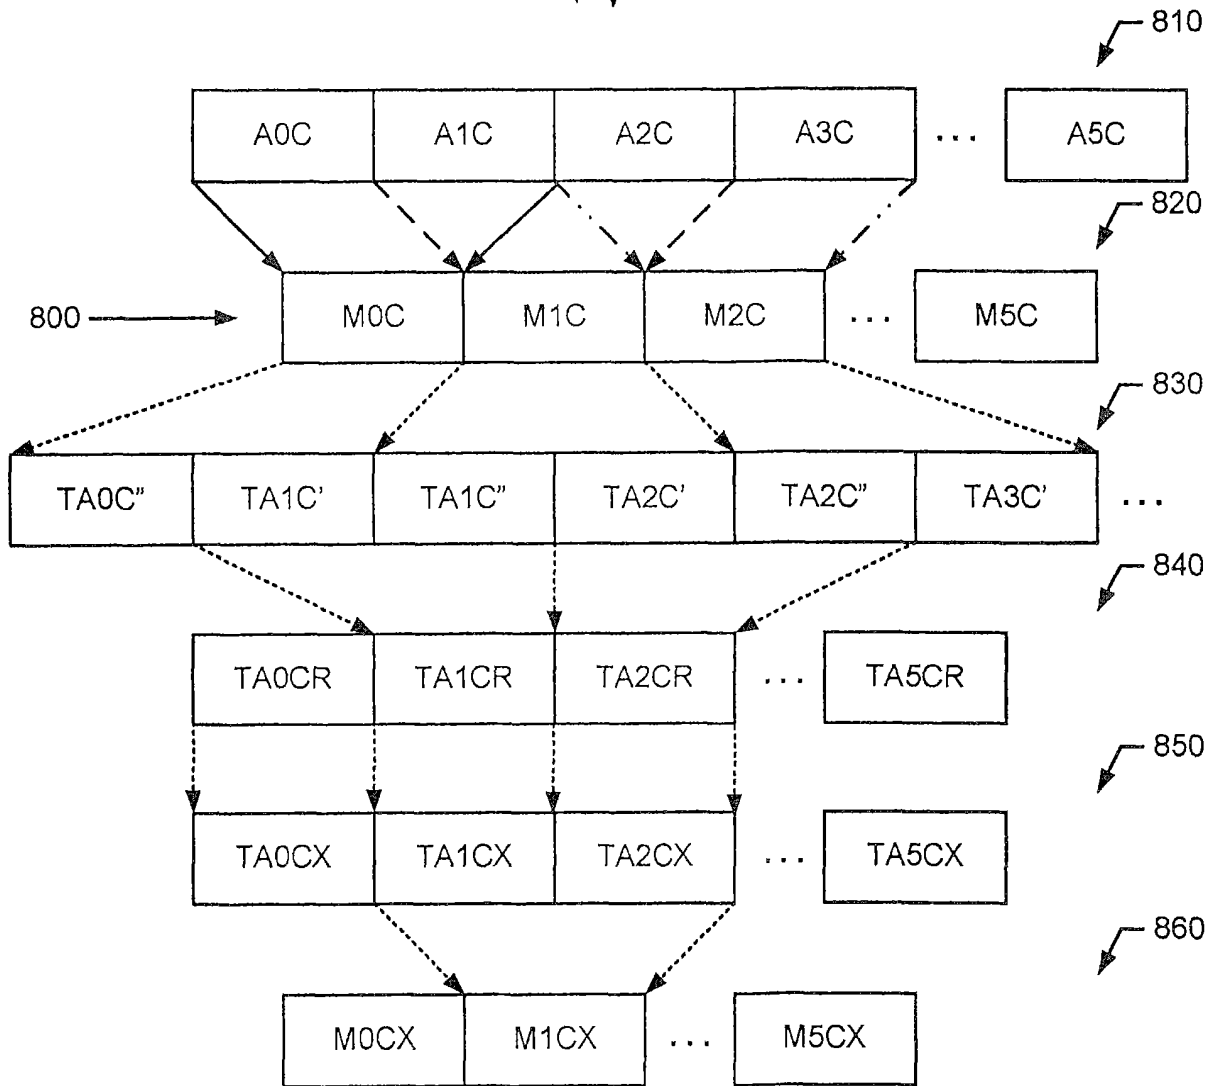 810
A0C A1C A2C A3C ... A5C
820
800 M0C M1C M2C ... M5C
830
TA0C" TA1C' TA1C" TA2C' TA2C" TA3C' ...
840
TA0CR TA1CR TA2CR ... TA5CR
850
TA0CX TA1CX TA2CX ... TA5CX
860
M0CX M1CX ... M5CX